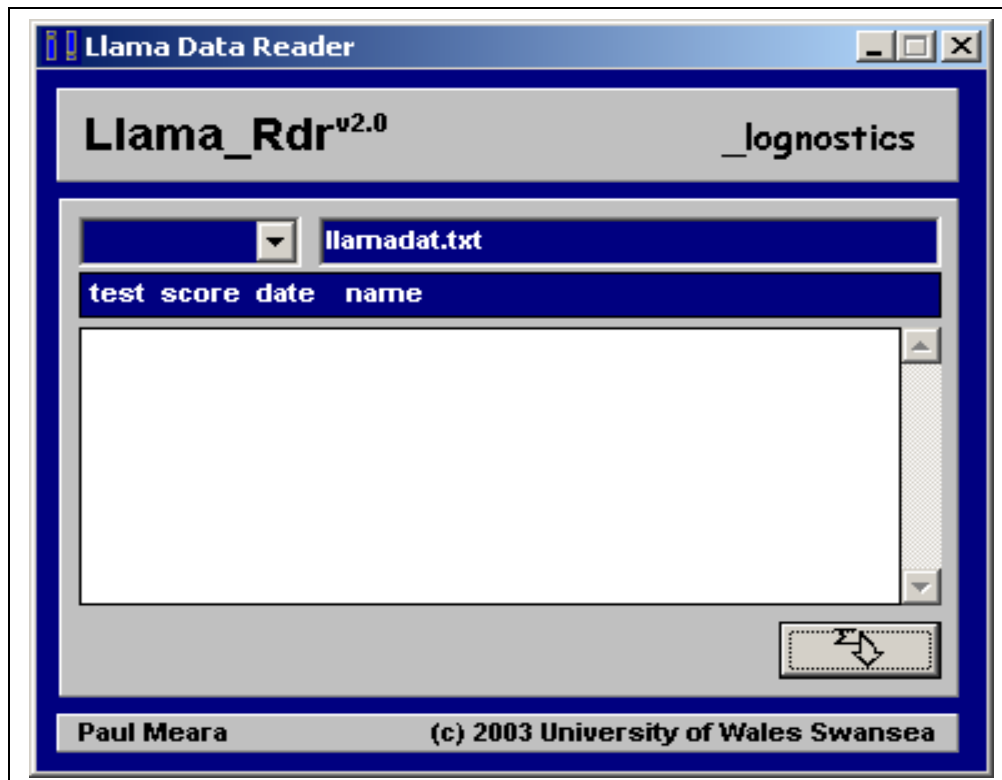 Llama Data Reader
Llama_Rdr v2.0
_lognostics
llamadat.txt
test score date name
Σ
Paul Meara
(c) 2003 University of Wales Swansea